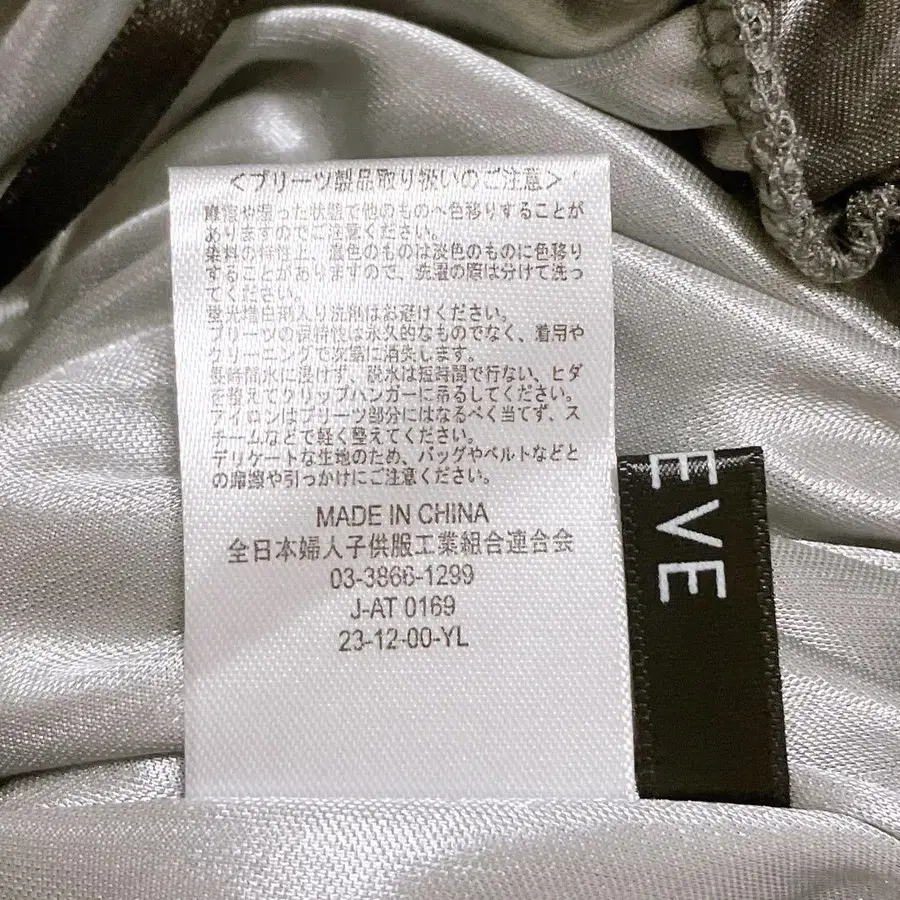 ＜プリーツ製品取り扱いのご注意＞
摩擦や湿った状態で他のものへ色移りすることが
ありますのでご注意ください。
染料の特性上、濃色のものは淡色のものに色移り
することがありますので、洗濯の際は分けて洗っ
てください。
蛍光増白剤入り洗剤はお避けください。
プリーツの保持性は永久的なものでなく、着用や
クリーニングで次第に消失します。
長時間水に浸けず、脱水は短時間で行ない、ヒダ
を整えてクリップハンガーに吊るしてください。
アイロンはプリーツ部分にはなるべく当てず、ス
チームなどで軽く整えてください。
デリケートな生地のため、バッグやベルトなどと
の摩擦や引っかけにご注意ください。
MADE IN CHINA
全日本婦人子供服工業組合連合会
03-3866-1299
J-AT 0169
23-12-00-YL
EVE